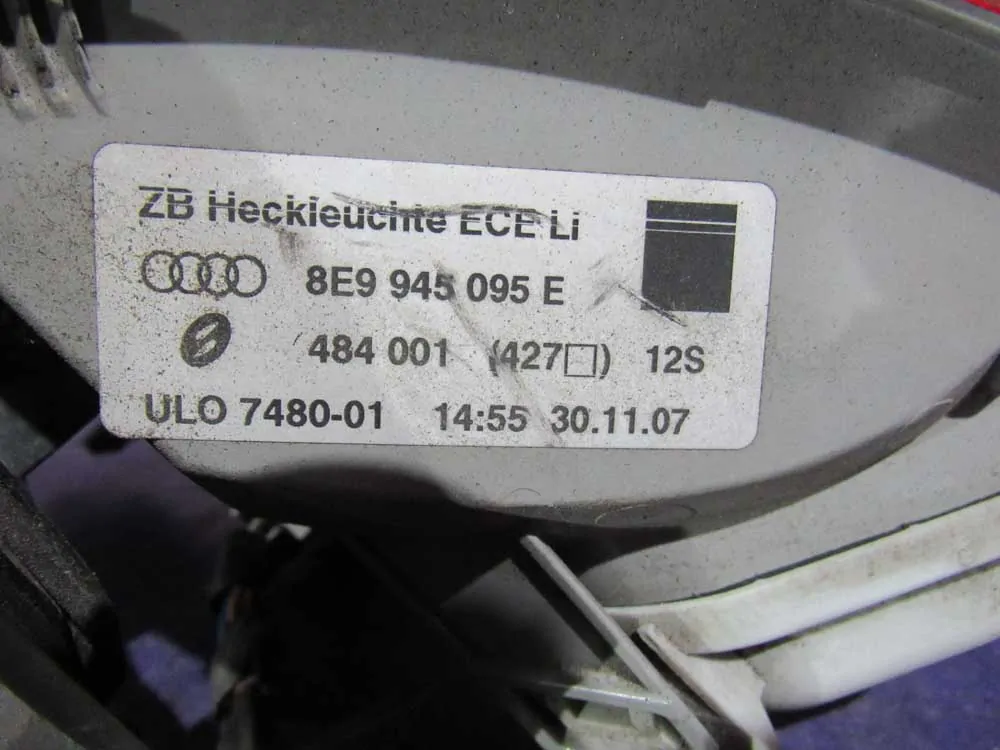 ZB Heckleuchte ECE Li
8E9 945 095 E
484 001 (427□) 12S
ULO 7480-01 14:55 30.11.07